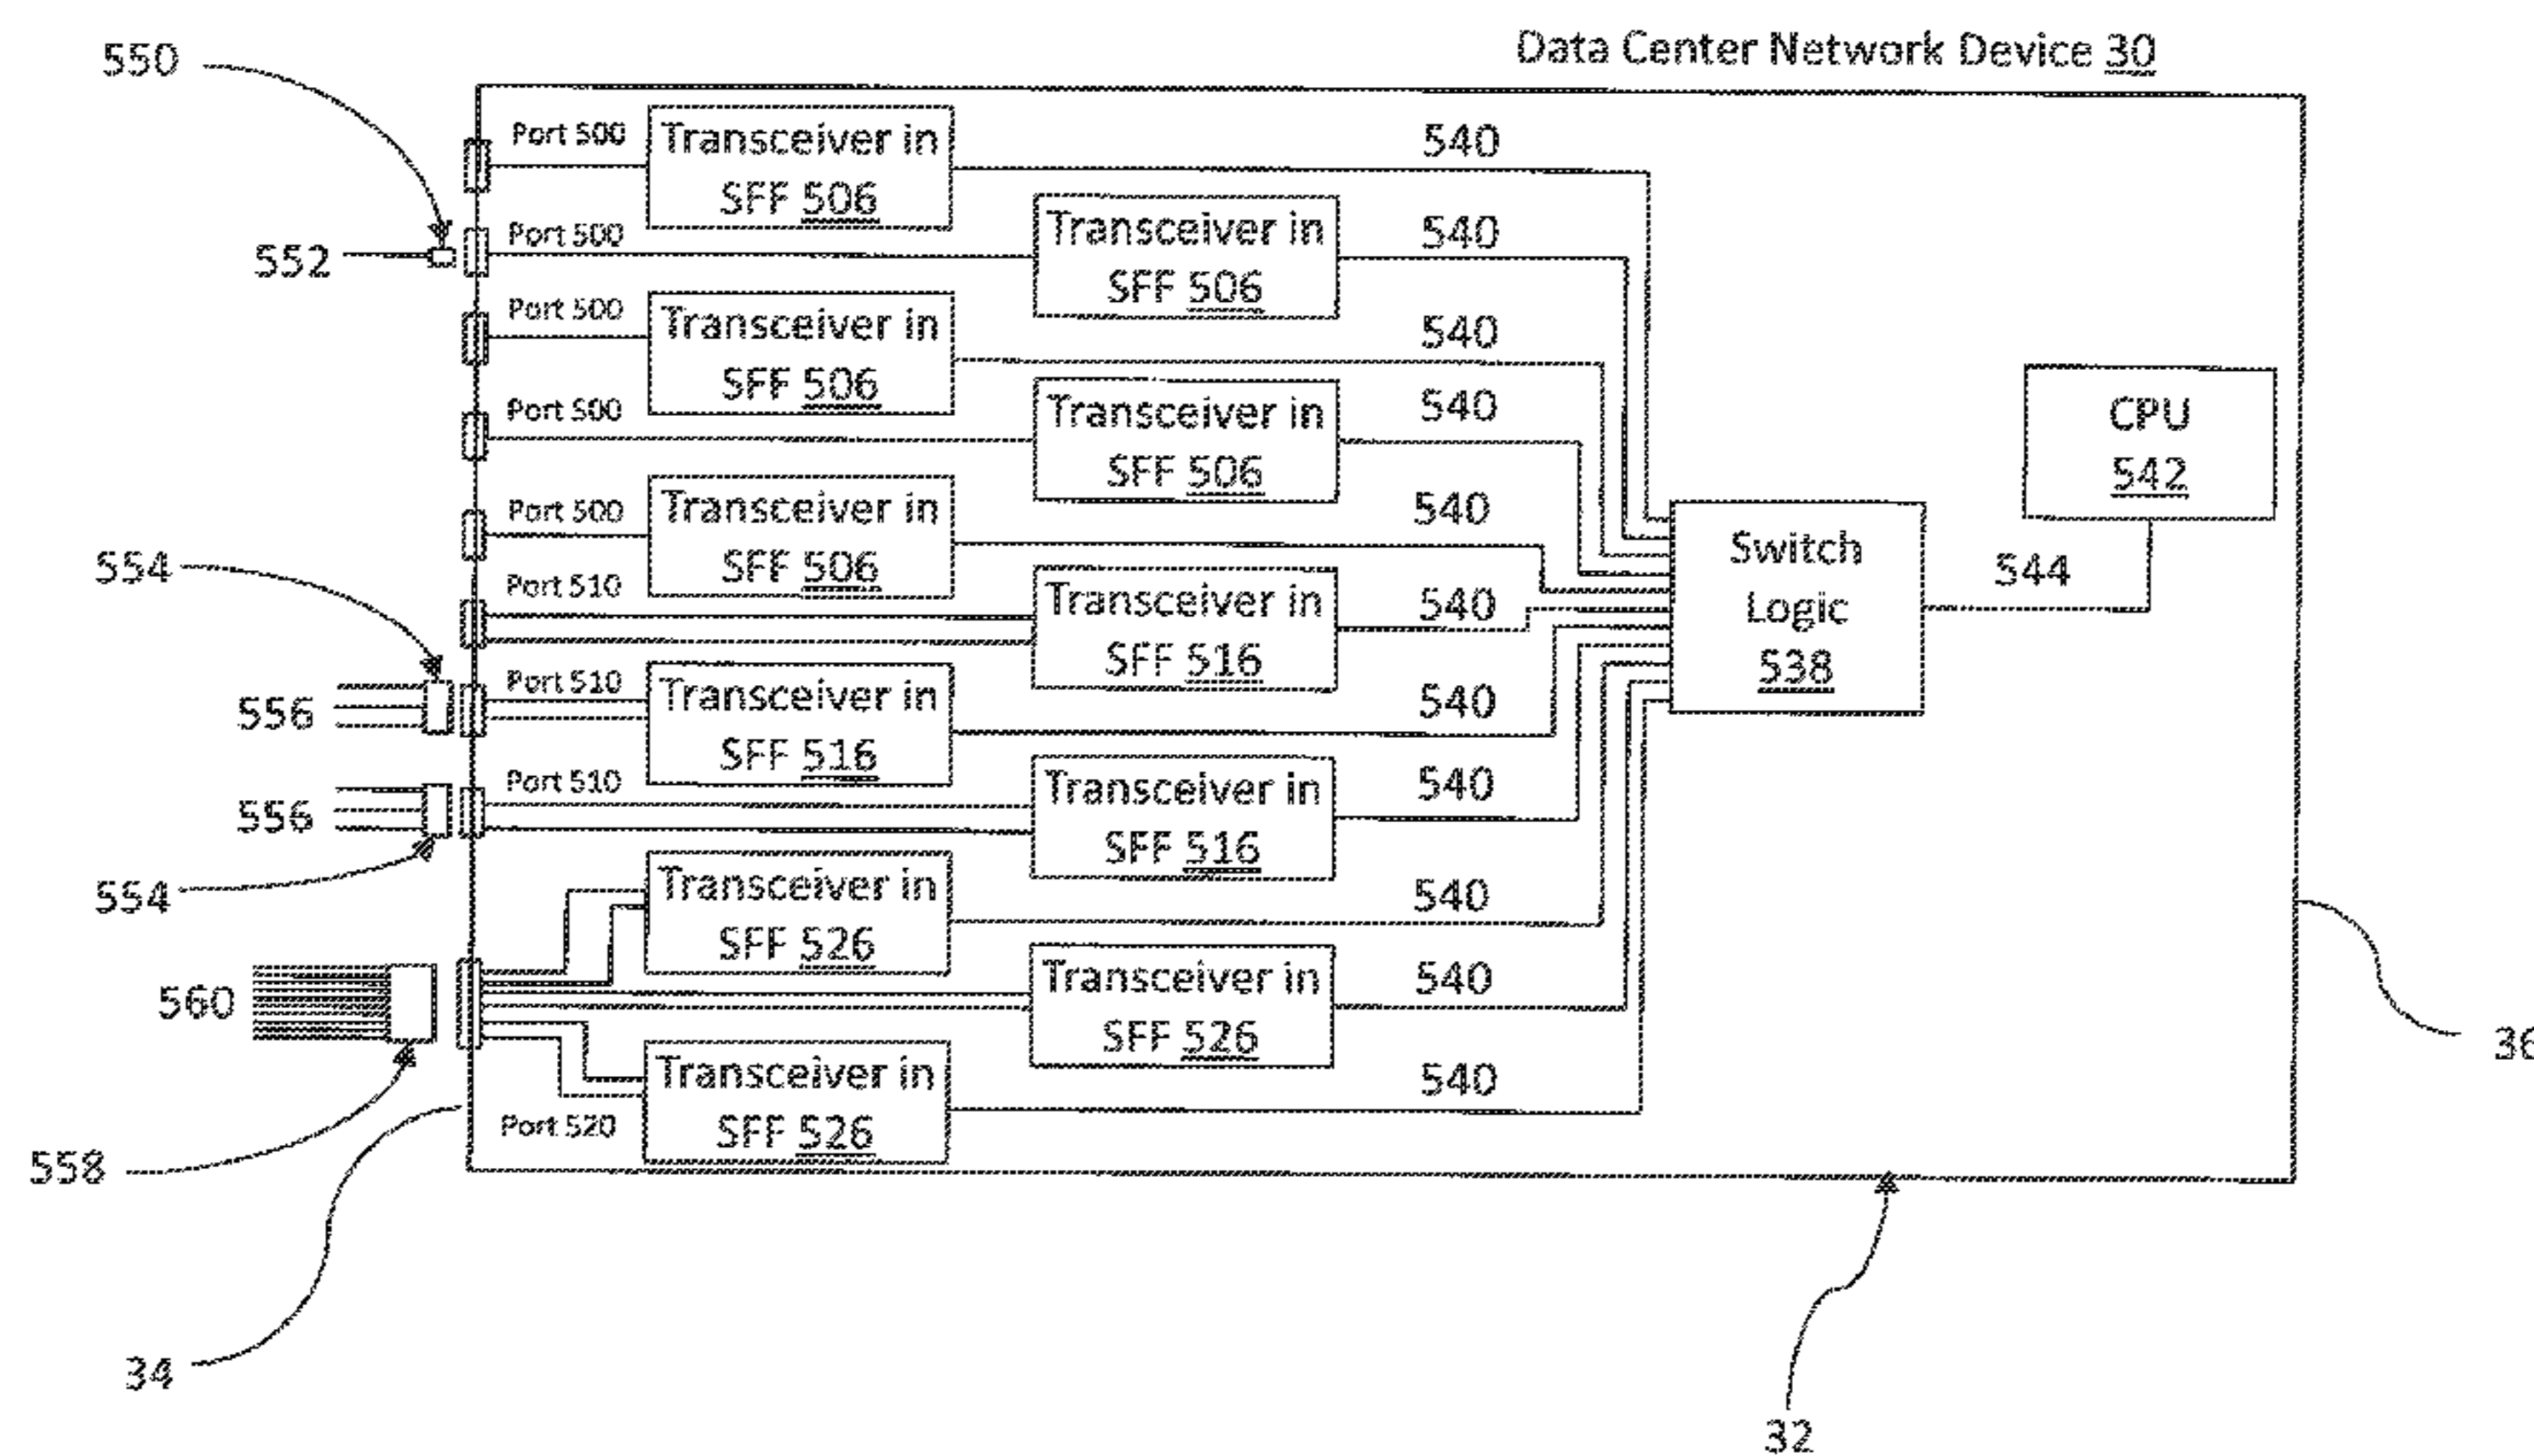 Data Center Network Device 30
550
Port 500
Transceiver in
SFF 506
540
552
Port 500
Transceiver in
SFF 506
540
Port 500
Transceiver in
SFF 506
540
Port 500
Transceiver in
SFF 506
540
CPU
542
Port 500
Transceiver in
SFF 506
540
Switch
Logic
538
544
554
Port 510
Transceiver in
SFF 516
540
556
Port 510
Transceiver in
SFF 516
540
556
Port 510
Transceiver in
SFF 516
540
554
Transceiver in
SFF 526
540
560
Transceiver in
SFF 526
540
36
Port 520
Transceiver in
SFF 526
540
558
34
32